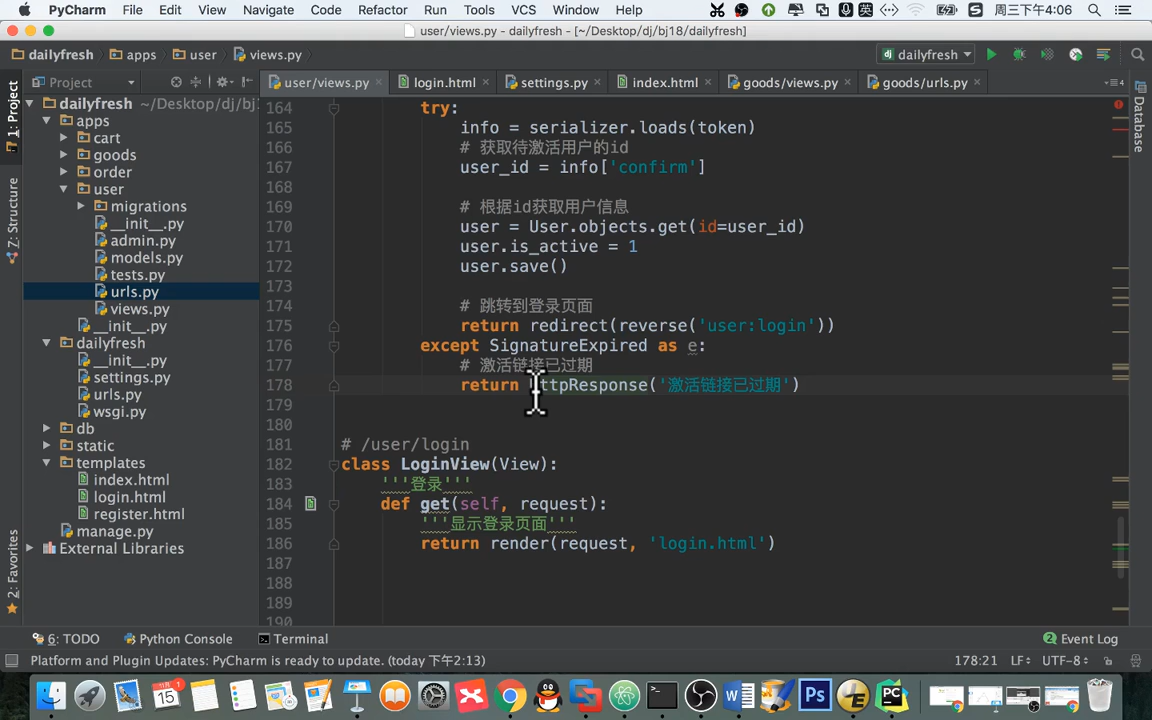 PyCharm File Edit View Navigate Code Refactor Run Tools VCS Window Help 周三下午4:06
user/views.py - dailyfresh - [~/Desktop/dj/bj18/dailyfresh]
dailyfresh apps user views.py dailyfresh
Project
user/views.py login.html settings.py index.html goods/views.py goods/urls.py
1: Project
7: Structure
2: Favorites
Database
dailyfresh ~/Desktop/dj/bj1
apps
cart
goods
order
user
migrations
__init__.py
admin.py
models.py
tests.py
urls.py
views.py
__init__.py
dailyfresh
__init__.py
settings.py
urls.py
wsgi.py
db
static
templates
index.html
login.html
register.html
manage.py
External Libraries
164 try:
165 info = serializer.loads(token)
166 # 获取待激活用户的id
167 user_id = info['confirm']
168
169 # 根据id获取用户信息
170 user = User.objects.get(id=user_id)
171 user.is_active = 1
172 user.save()
173
174 # 跳转到登录页面
175 return redirect(reverse('user:login'))
176 except SignatureExpired as e:
177 # 激活链接已过期
178 return HttpResponse('激活链接已过期')
179
180
181 # /user/login
182 class LoginView(View):
183 '''登录'''
184 def get(self, request):
185 '''显示登录页面'''
186 return render(request, 'login.html')
187
188
189
190
6: TODO Python Console Terminal 2 Event Log
Platform and Plugin Updates: PyCharm is ready to update. (today 下午2:13) 178:21 LF UTF-8